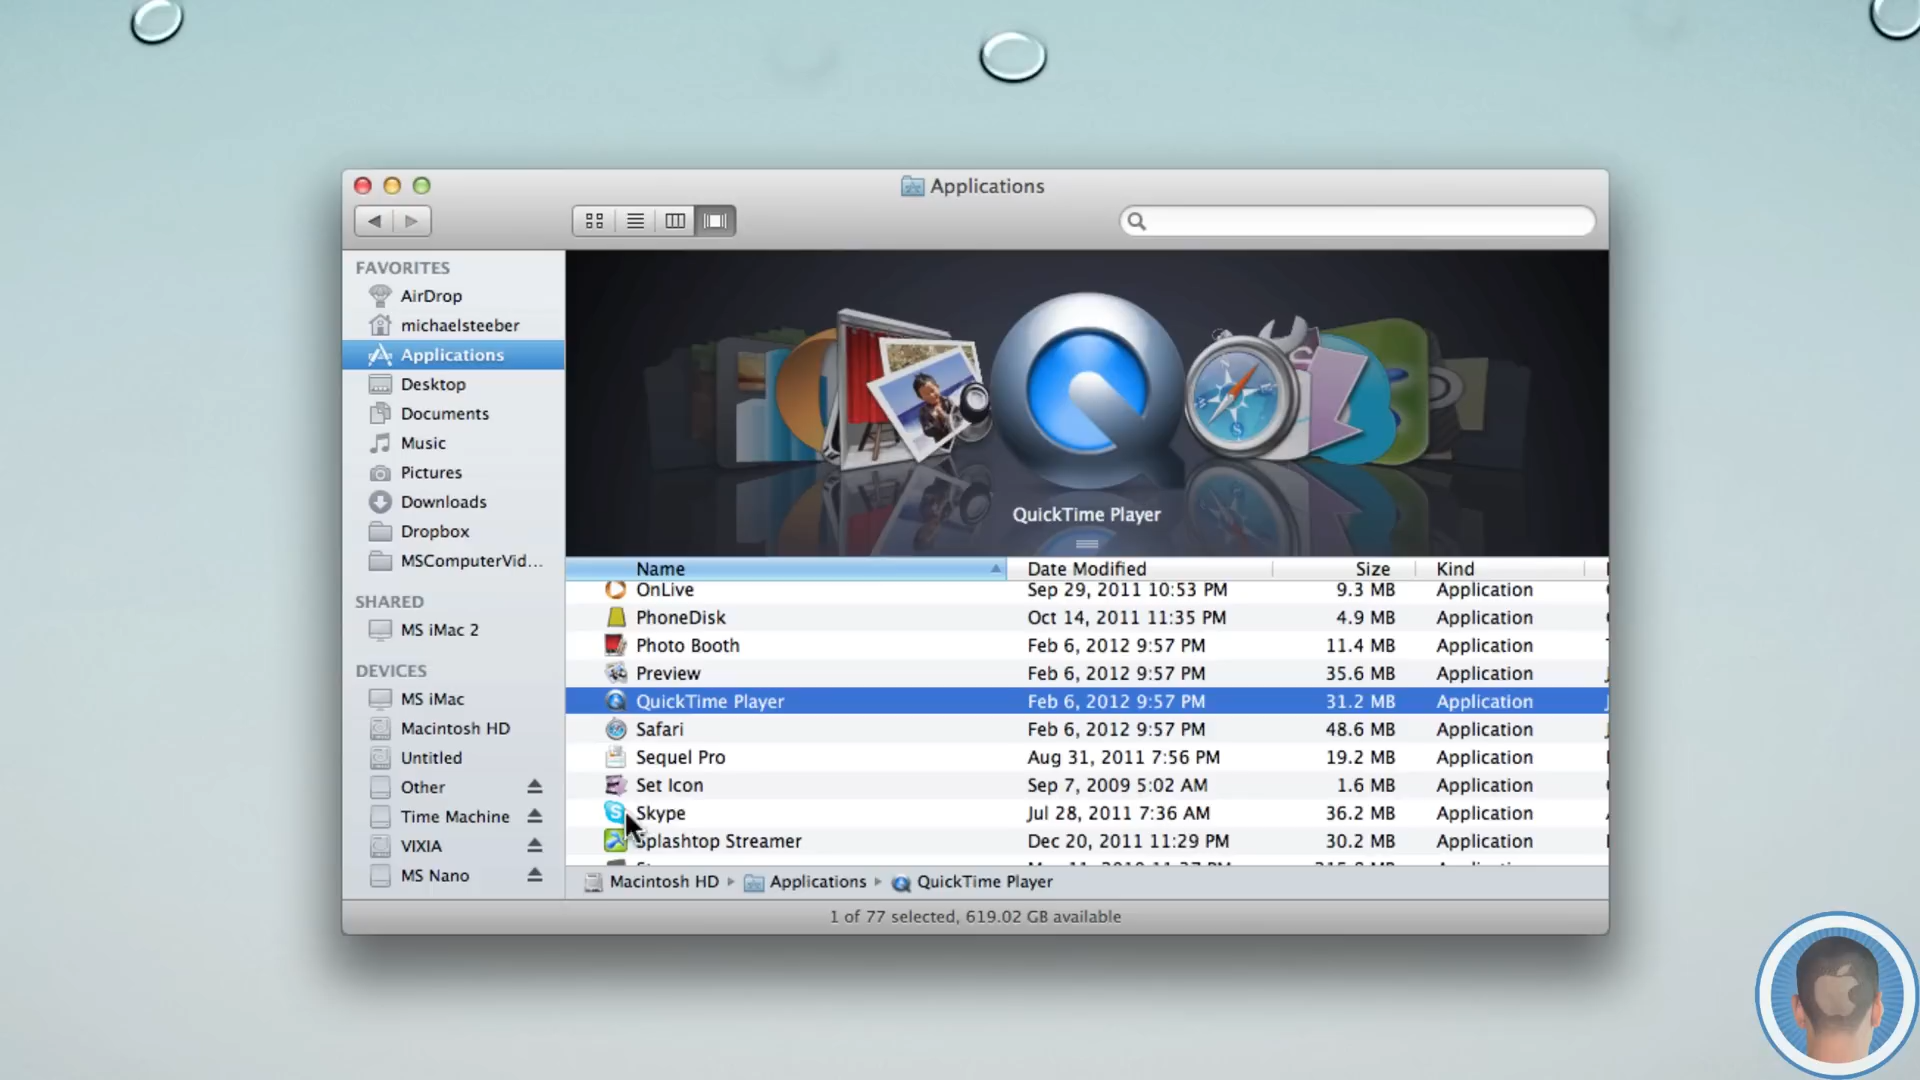 Applications
FAVORITES
AirDrop
michaelsteeber
Applications
Desktop
Documents
Music
Pictures
Downloads
Dropbox
MSComputerVid...
SHARED
MS iMac 2
DEVICES
MS iMac
Macintosh HD
Untitled
Other
Time Machine
VIXIA
MS Nano
QuickTime Player
Name Date Modified Size Kind
OnLive Sep 29, 2011 10:53 PM 9.3 MB Application
PhoneDisk Oct 14, 2011 11:35 PM 4.9 MB Application
Photo Booth Feb 6, 2012 9:57 PM 11.4 MB Application
Preview Feb 6, 2012 9:57 PM 35.6 MB Application
QuickTime Player Feb 6, 2012 9:57 PM 31.2 MB Application
Safari Feb 6, 2012 9:57 PM 48.6 MB Application
Sequel Pro Aug 31, 2011 7:56 PM 19.2 MB Application
Set Icon Sep 7, 2009 5:02 AM 1.6 MB Application
Skype Jul 28, 2011 7:36 AM 36.2 MB Application
Splashtop Streamer Dec 20, 2011 11:29 PM 30.2 MB Application
Macintosh HD Applications QuickTime Player
1 of 77 selected, 619.02 GB available